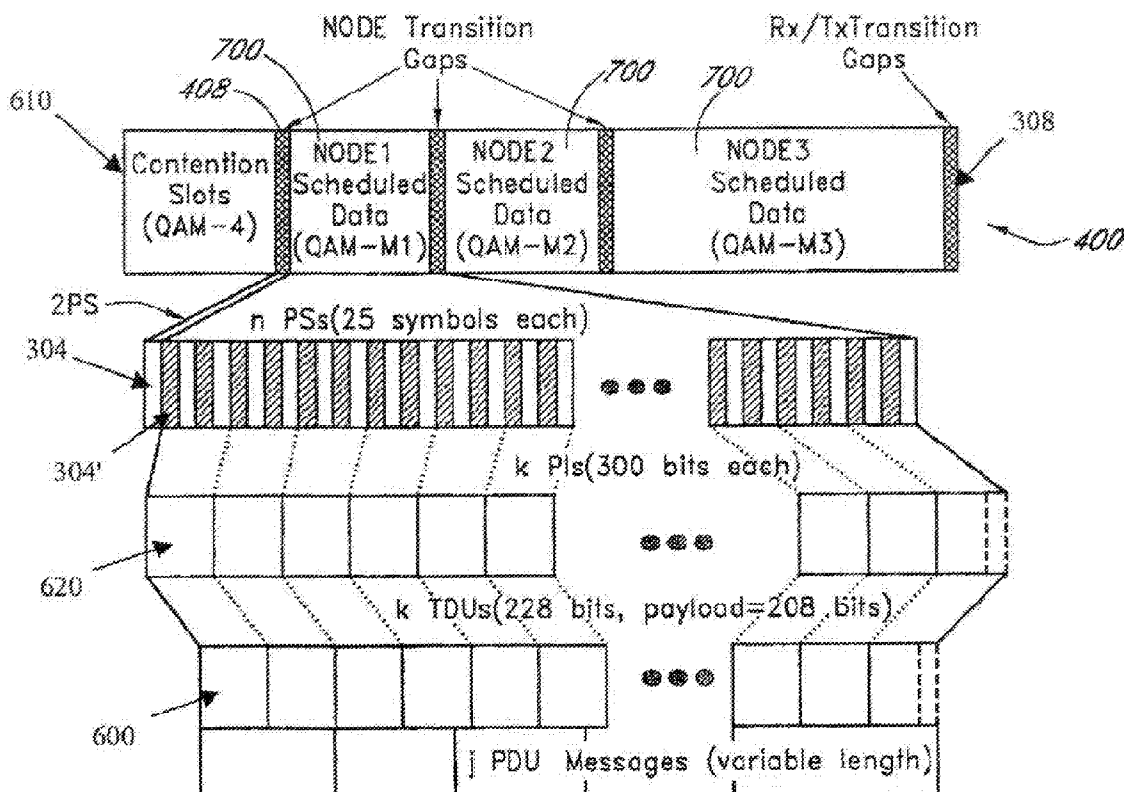 NODE Transition
Gaps
Rx/TxTransition
Gaps
700
408
700
700
610
308
Contention
Slots
(QAM-4)
NODE1
Scheduled
Data
(QAM-M1)
NODE2
Scheduled
Data
(QAM-M2)
NODE3
Scheduled
Data
(QAM-M3)
400
2PS
n PSs(25 symbols each)
304
304'
k PIs(300 bits each)
620
k TDUs(228 bits, payload=208 bits)
600
j PDU Messages (variable length)